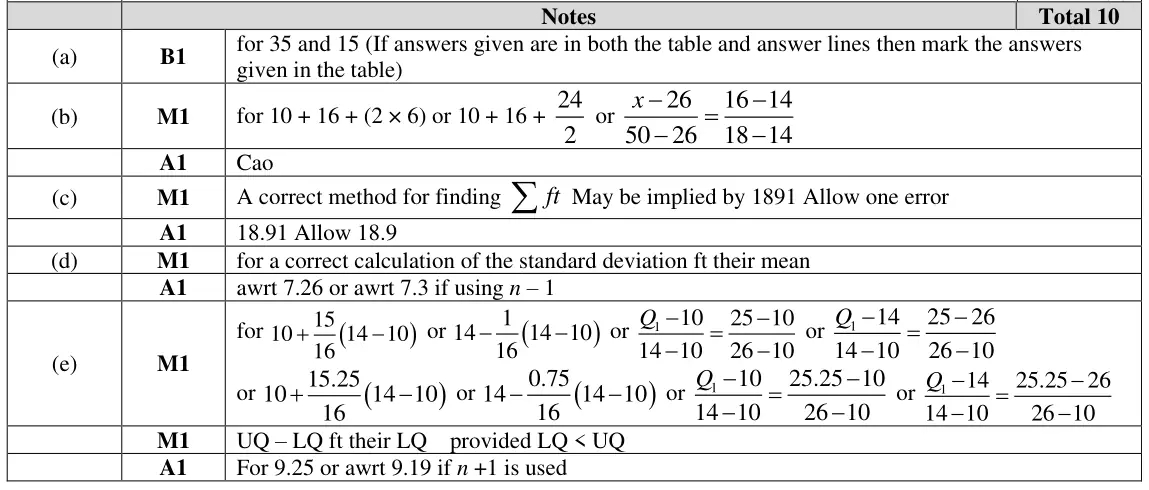 Notes Total 10
(a) B1 for 35 and 15 (If answers given are in both the table and answer lines then mark the answers
given in the table)
(b) M1 for 10 + 16 + (2 × 6) or 10 + 16 + 24/2 or (x − 26)/(50 − 26) = (16 − 14)/(18 − 14)
A1 Cao
(c) M1 A correct method for finding ∑ ft May be implied by 1891 Allow one error
A1 18.91 Allow 18.9
(d) M1 for a correct calculation of the standard deviation ft their mean
A1 awrt 7.26 or awrt 7.3 if using n – 1
(e) M1 for 10 + 15/16 (14 − 10) or 14 − 1/16 (14 − 10) or (Q₁ − 10)/(14 − 10) = (25 − 10)/(26 − 10) or (Q₁ − 14)/(14 − 10) = (25 − 26)/(26 − 10)
or 10 + 15.25/16 (14 − 10) or 14 − 0.75/16 (14 − 10) or (Q₁ − 10)/(14 − 10) = (25.25 − 10)/(26 − 10) or (Q₁ − 14)/(14 − 10) = (25.25 − 26)/(26 − 10)
M1 UQ – LQ ft their LQ provided LQ < UQ
A1 For 9.25 or awrt 9.19 if n +1 is used